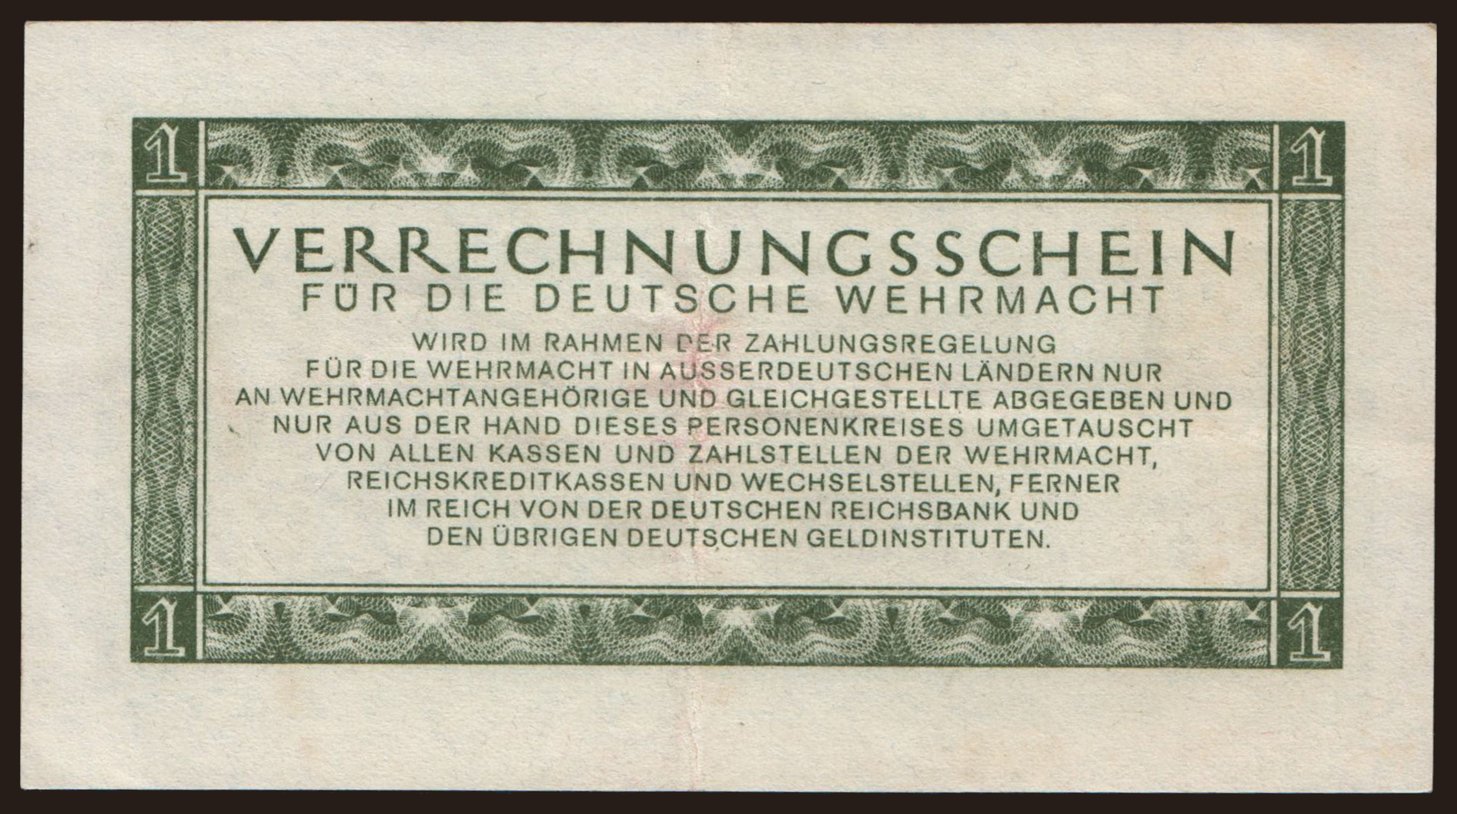 1 1
VERRECHNUNGSSCHEIN
FÜR DIE DEUTSCHE WEHRMACHT
WIRD IM RAHMEN DER ZAHLUNGSREGELUNG
FÜR DIE WEHRMACHT IN AUSSERDEUTSCHEN LÄNDERN NUR
AN WEHRMACHTANGEHÖRIGE UND GLEICHGESTELLTE ABGEGEBEN UND
NUR AUS DER HAND DIESES PERSONENKREISES UMGETAUSCHT
VON ALLEN KASSEN UND ZAHLSTELLEN DER WEHRMACHT,
REICHSKREDITKASSEN UND WECHSELSTELLEN, FERNER
IM REICH VON DER DEUTSCHEN REICHSBANK UND
DEN ÜBRIGEN DEUTSCHEN GELDINSTITUTEN.
1 1